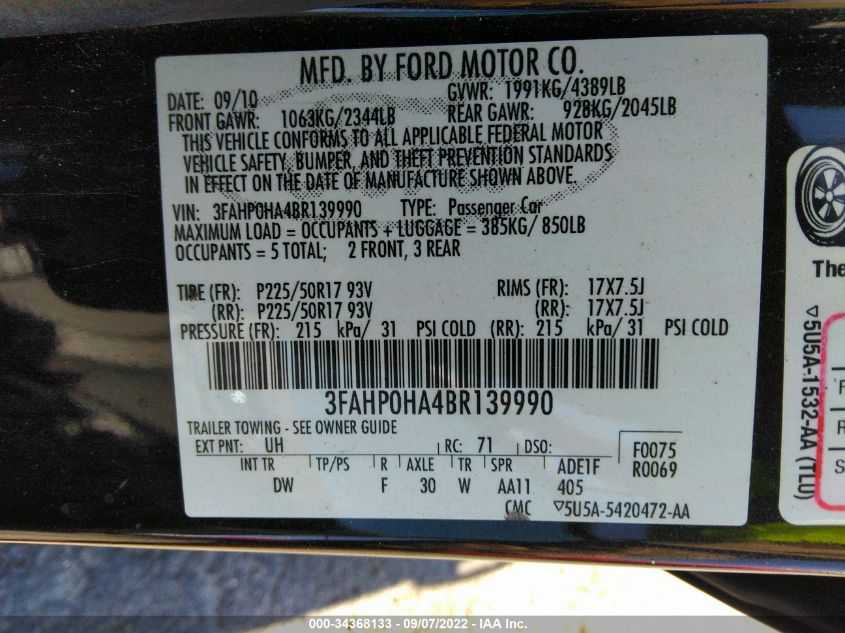 MFD. BY FORD MOTOR CO.
DATE: 09/10 GVWR: 1991KG/4389LB
FRONT GAWR: 1063KG/2344LB REAR GAWR: 928KG/2045LB
THIS VEHICLE CONFORMS TO ALL APPLICABLE FEDERAL MOTOR
VEHICLE SAFETY, BUMPER, AND THEFT PREVENTION STANDARDS
IN EFFECT ON THE DATE OF MANUFACTURE SHOWN ABOVE.
VIN: 3FAHP0HA4BR139990 TYPE: Passenger Car
MAXIMUM LOAD = OCCUPANTS + LUGGAGE = 385KG/ 850LB
OCCUPANTS = 5 TOTAL; 2 FRONT, 3 REAR
TIRE (FR): P225/50R17 93V RIMS (FR): 17X7.5J
(RR): P225/50R17 93V (RR): 17X7.5J
PRESSURE (FR): 215 kPa/ 31 PSI COLD (RR): 215 kPa/ 31 PSI COLD
3FAHP0HA4BR139990
TRAILER TOWING - SEE OWNER GUIDE
EXT PNT: UH RC: 71 DSO: F0075
R0069
INT TR TP/PS R AXLE TR SPR ADE1F
DW F 30 W AA11 405
CMC ▽5U5A-5420472-AA
The
▽5U5A-1532-AA (TLU)
F
R
S
000-34368133 - 09/07/2022 - IAA Inc.